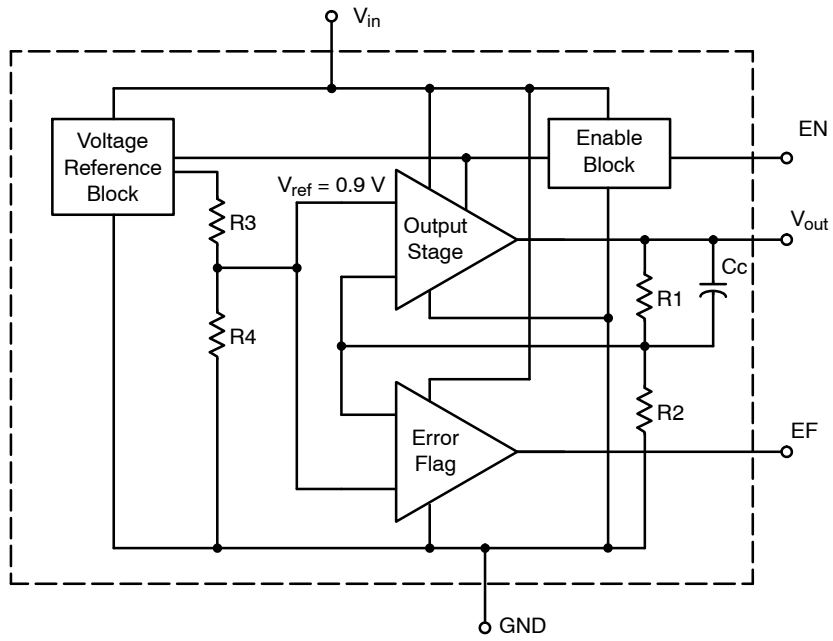 Vin
Voltage
Reference
Block
Enable
Block
EN
Vref = 0.9 V
R3
Output
Stage
Vout
Cc
R1
R4
R2
Error
Flag
EF
GND